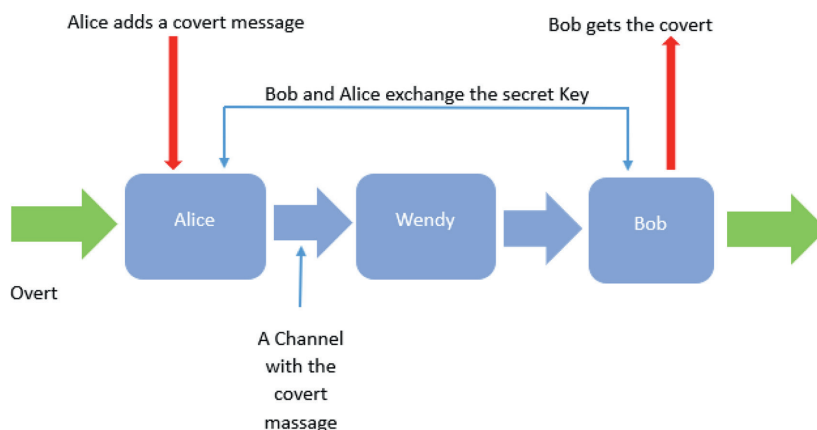 Alice adds a covert message
Bob gets the covert
Bob and Alice exchange the secret Key
Alice
Wendy
Bob
Overt
A Channel
with the
covert
massage